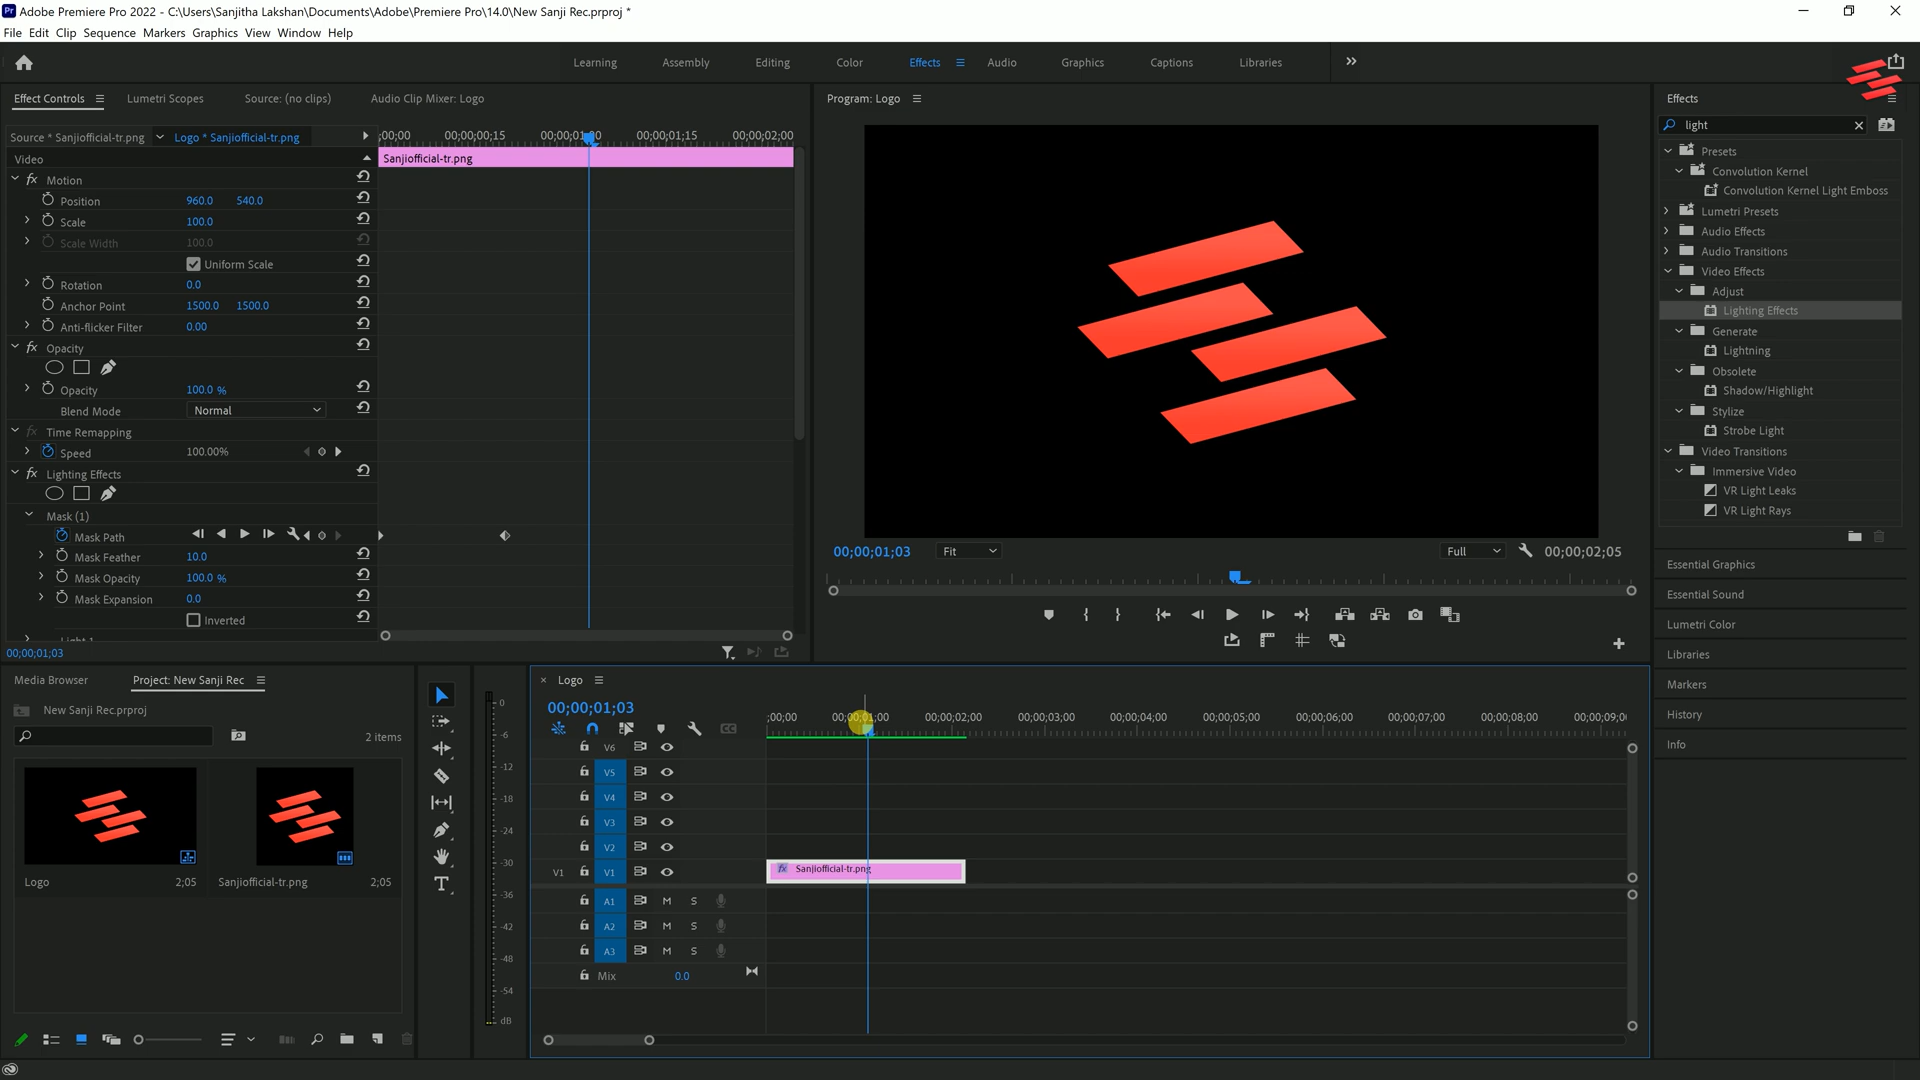 Adobe Premiere Pro 2022 - C:\Users\Sanjitha Lakshan\Documents\Adobe\Premiere Pro\14.0\New Sanji Rec.prproj *
File Edit Clip Sequence Markers Graphics View Window Help
Learning Assembly Editing Color Effects Audio Graphics Captions Libraries
Effect Controls Lumetri Scopes Source: (no clips) Audio Clip Mixer: Logo
Source * Sanjiofficial-tr.png Logo * Sanjiofficial-tr.png
;00;00 00;00;00;15 00;00;01;00 00;00;01;15 00;00;02;00
Video
Sanjiofficial-tr.png
Motion
Position 960.0 540.0
Scale 100.0
Scale Width 100.0
Uniform Scale
Rotation 0.0
Anchor Point 1500.0 1500.0
Anti-flicker Filter 0.00
Opacity
Opacity 100.0 %
Blend Mode Normal
Time Remapping
Speed 100.00%
Lighting Effects
Mask (1)
Mask Path
Mask Feather 10.0
Mask Opacity 100.0 %
Mask Expansion 0.0
Inverted
Light 1
00;00;01;03
Program: Logo
00;00;01;03 Fit Full 00;00;02;05
Effects
light
Presets
Convolution Kernel
Convolution Kernel Light Emboss
Lumetri Presets
Audio Effects
Audio Transitions
Video Effects
Adjust
Lighting Effects
Generate
Lightning
Obsolete
Shadow/Highlight
Stylize
Strobe Light
Video Transitions
Immersive Video
VR Light Leaks
VR Light Rays
Essential Graphics
Essential Sound
Lumetri Color
Libraries
Markers
History
Info
Media Browser Project: New Sanji Rec
New Sanji Rec.prproj
2 items
Logo 2;05 Sanjiofficial-tr.png 2;05
0
-6
-12
-18
-24
-30
-36
-42
-48
-54
dB
Logo
00;00;01;03
;00;00 00;00;01;00 00;00;02;00 00;00;03;00 00;00;04;00 00;00;05;00 00;00;06;00 00;00;07;00 00;00;08;00 00;00;09;0
V6
V5
V4
V3
V2
V1 V1 fx Sanjiofficial-tr.png
A1 M S
A2 M S
A3 M S
Mix 0.0